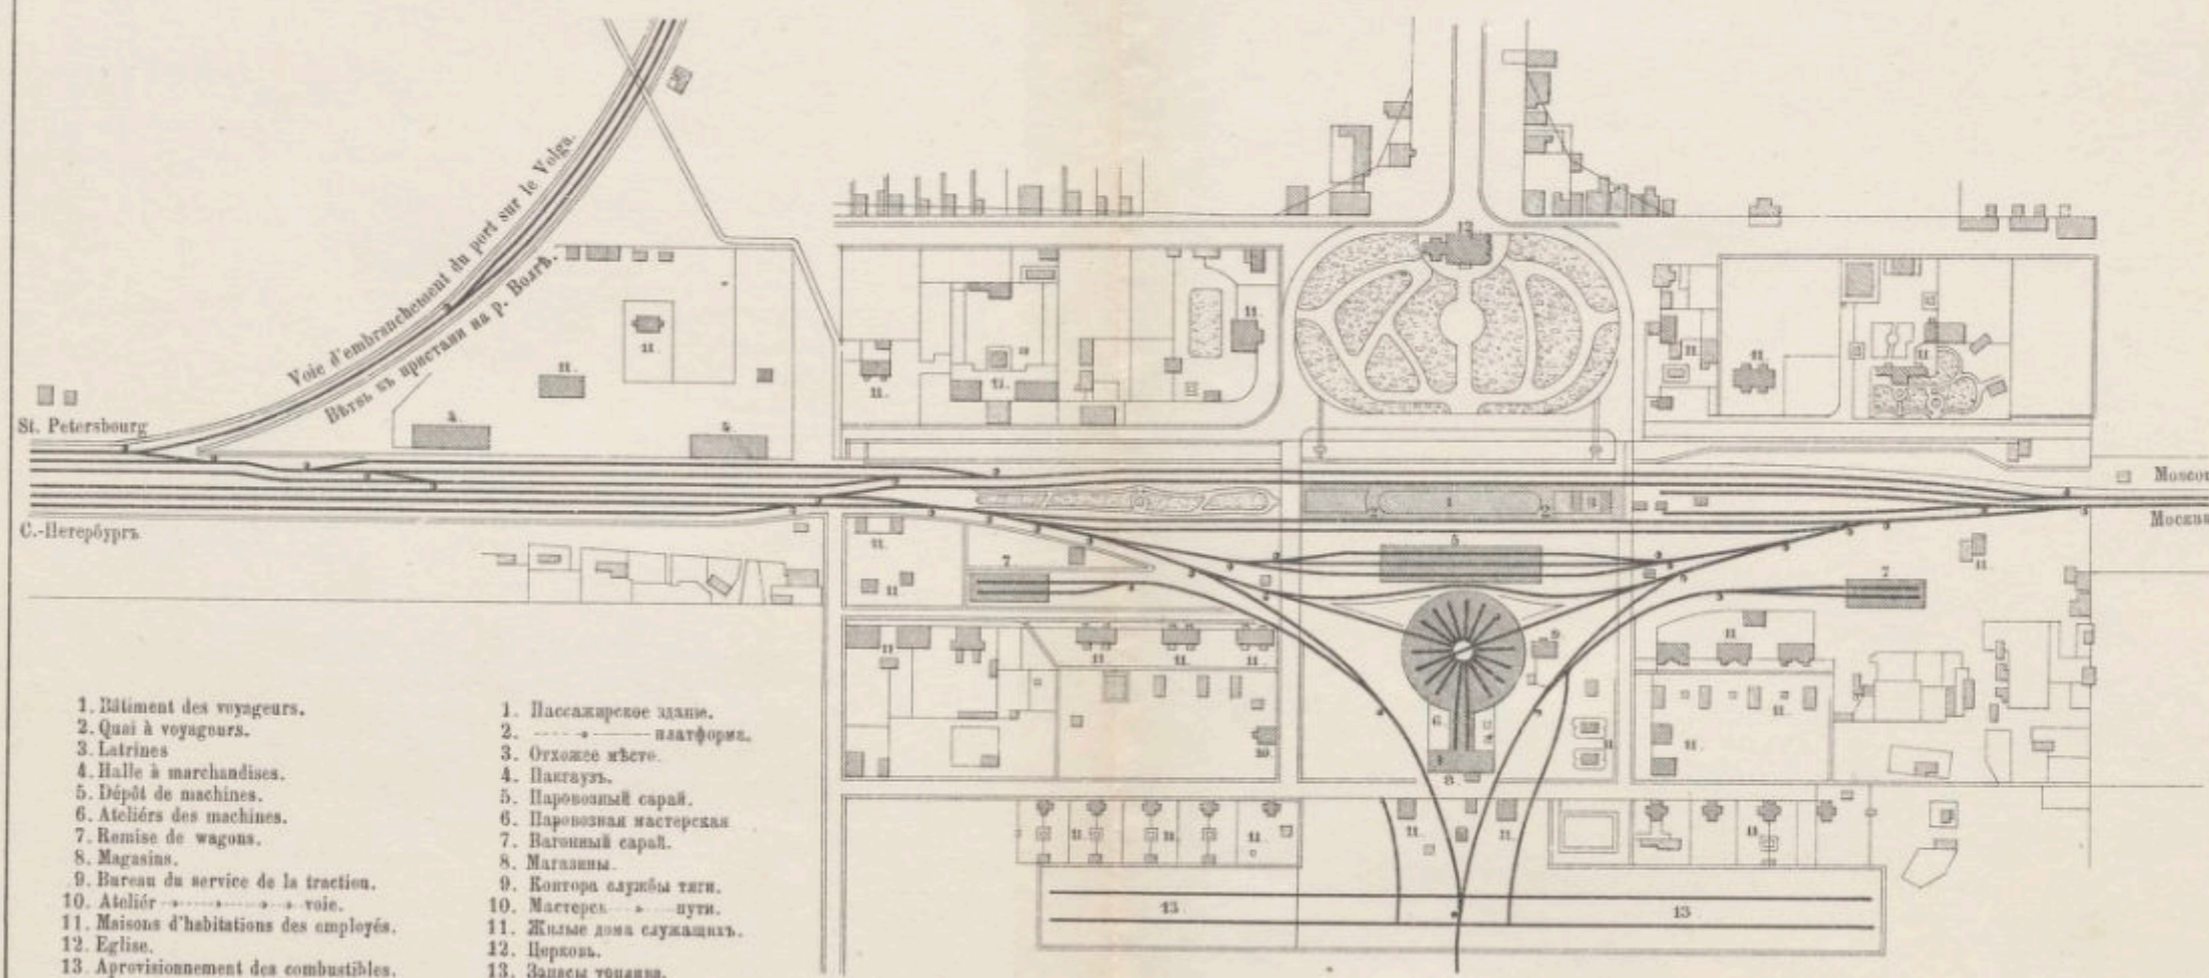 Voie d'embranchement du port sur le Volga.
Вѣтвь къ пристани на р. Волгѣ.
St. Petersbourg
С.-Петербургъ
Moscou
Москва
1. Bâtiment des voyageurs.
2. Quai à voyageurs.
3. Latrines
4. Halle à marchandises.
5. Dépôt de machines.
6. Ateliérs des machines.
7. Remise de wagons.
8. Magasins.
9. Bureau du service de la traction.
10. Ateliér » » » » voie.
11. Maisons d'habitations des employés.
12. Eglise.
13. Aprovisionnement des combustibles.
1. Пассажирское зданіе.
2. » платформа.
3. Отхожее мѣсто.
4. Пакгаузъ.
5. Паровозный сарай.
6. Паровозная мастерская
7. Вагонный сарай.
8. Магазины.
9. Контора службы тяги.
10. Мастерск » пути.
11. Жилые дома служащихъ.
12. Церковь.
13. Запасы топлива.